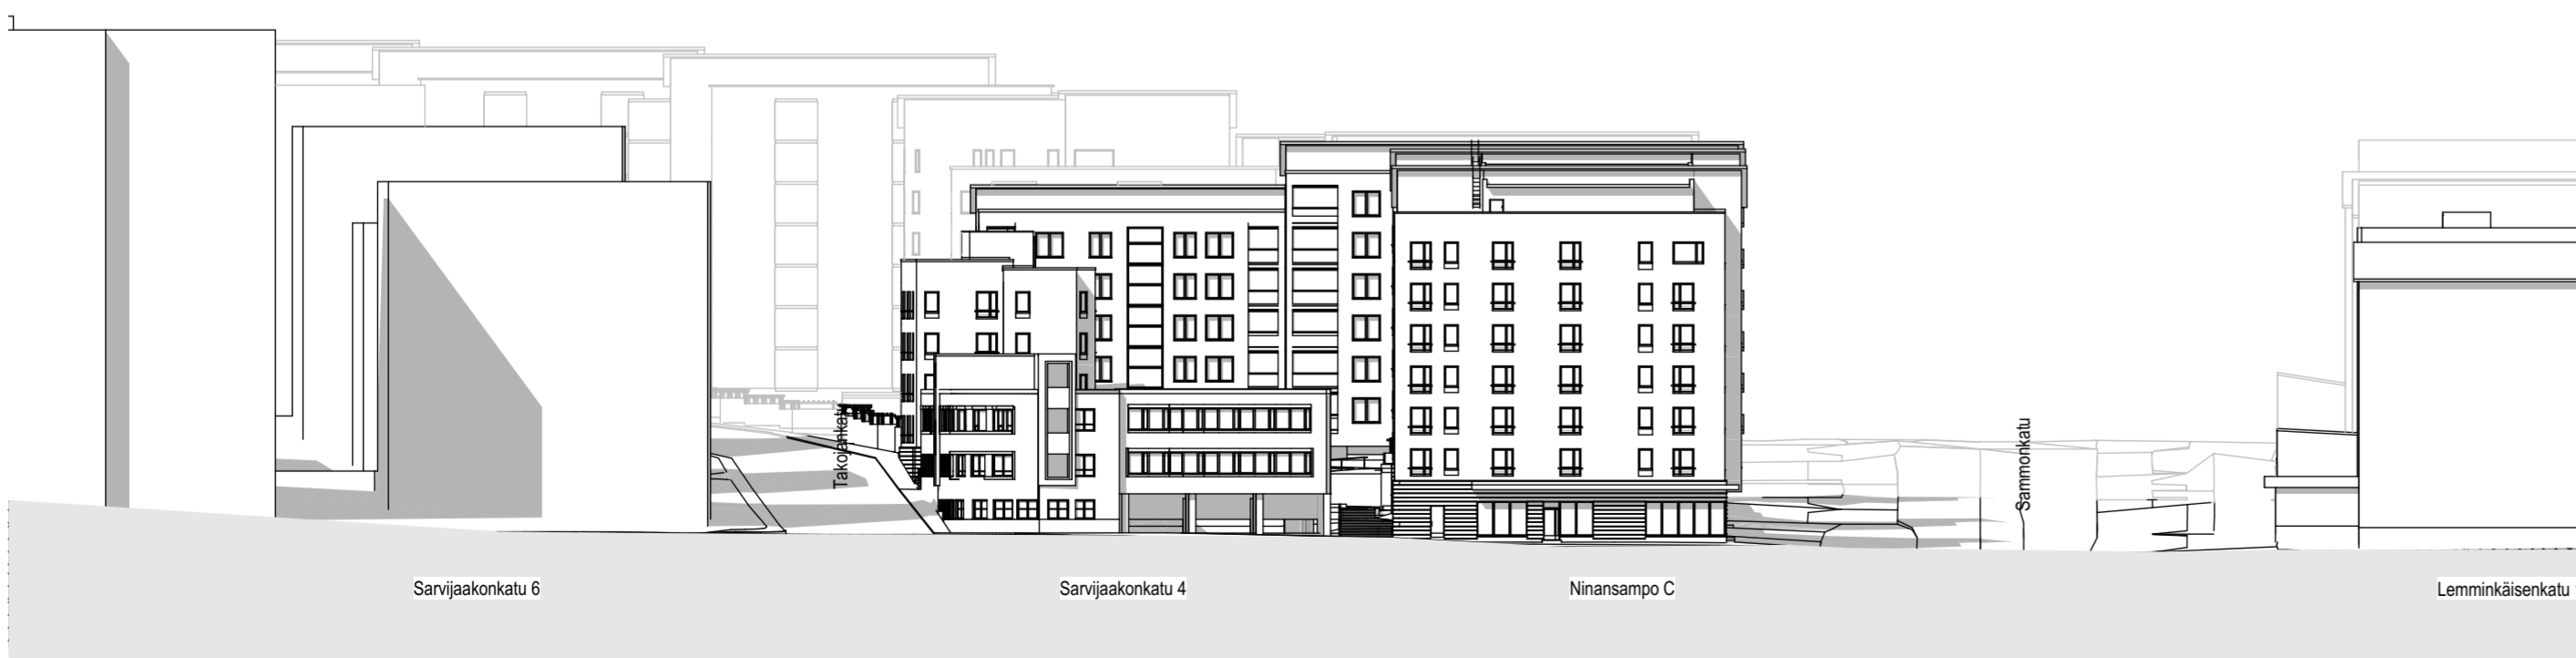 Takojankatu
Sammonkatu
Sarvijaakonkatu 6
Sarvijaakonkatu 4
Ninansampo C
Lemminkäisenkatu